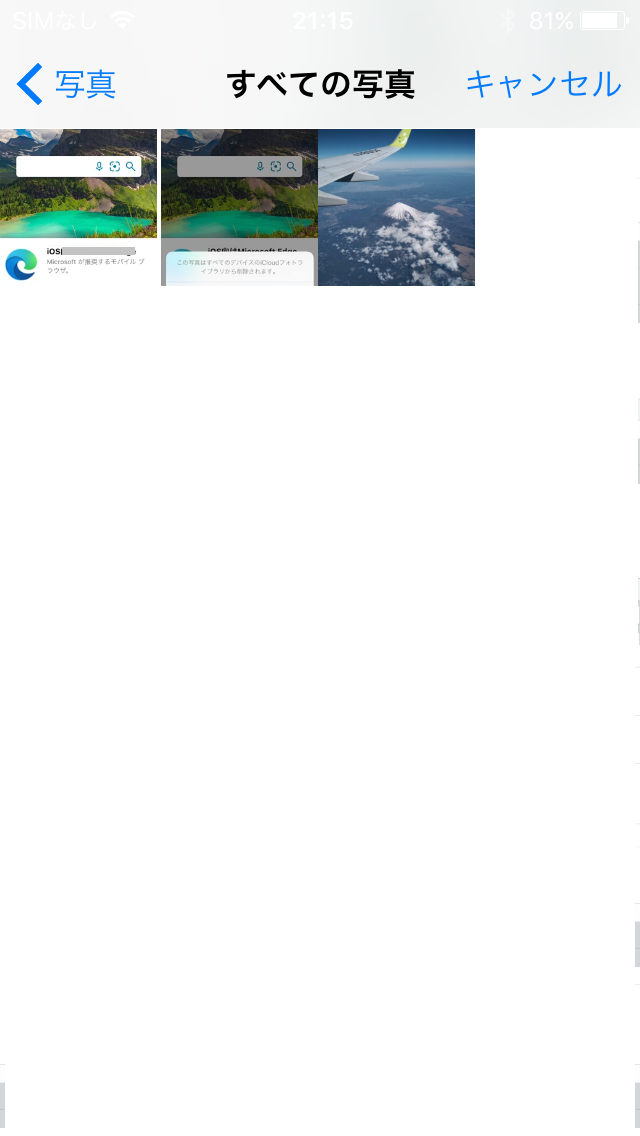 SIMなし 21:15 81%
写真 すべての写真 キャンセル
iOS
Microsoft が推奨するモバイル ブ
ラウザ。
iOS向けMicrosoft Edge
この写真はすべてのデバイスのiCloudフォトラ
イブラリから削除されます。